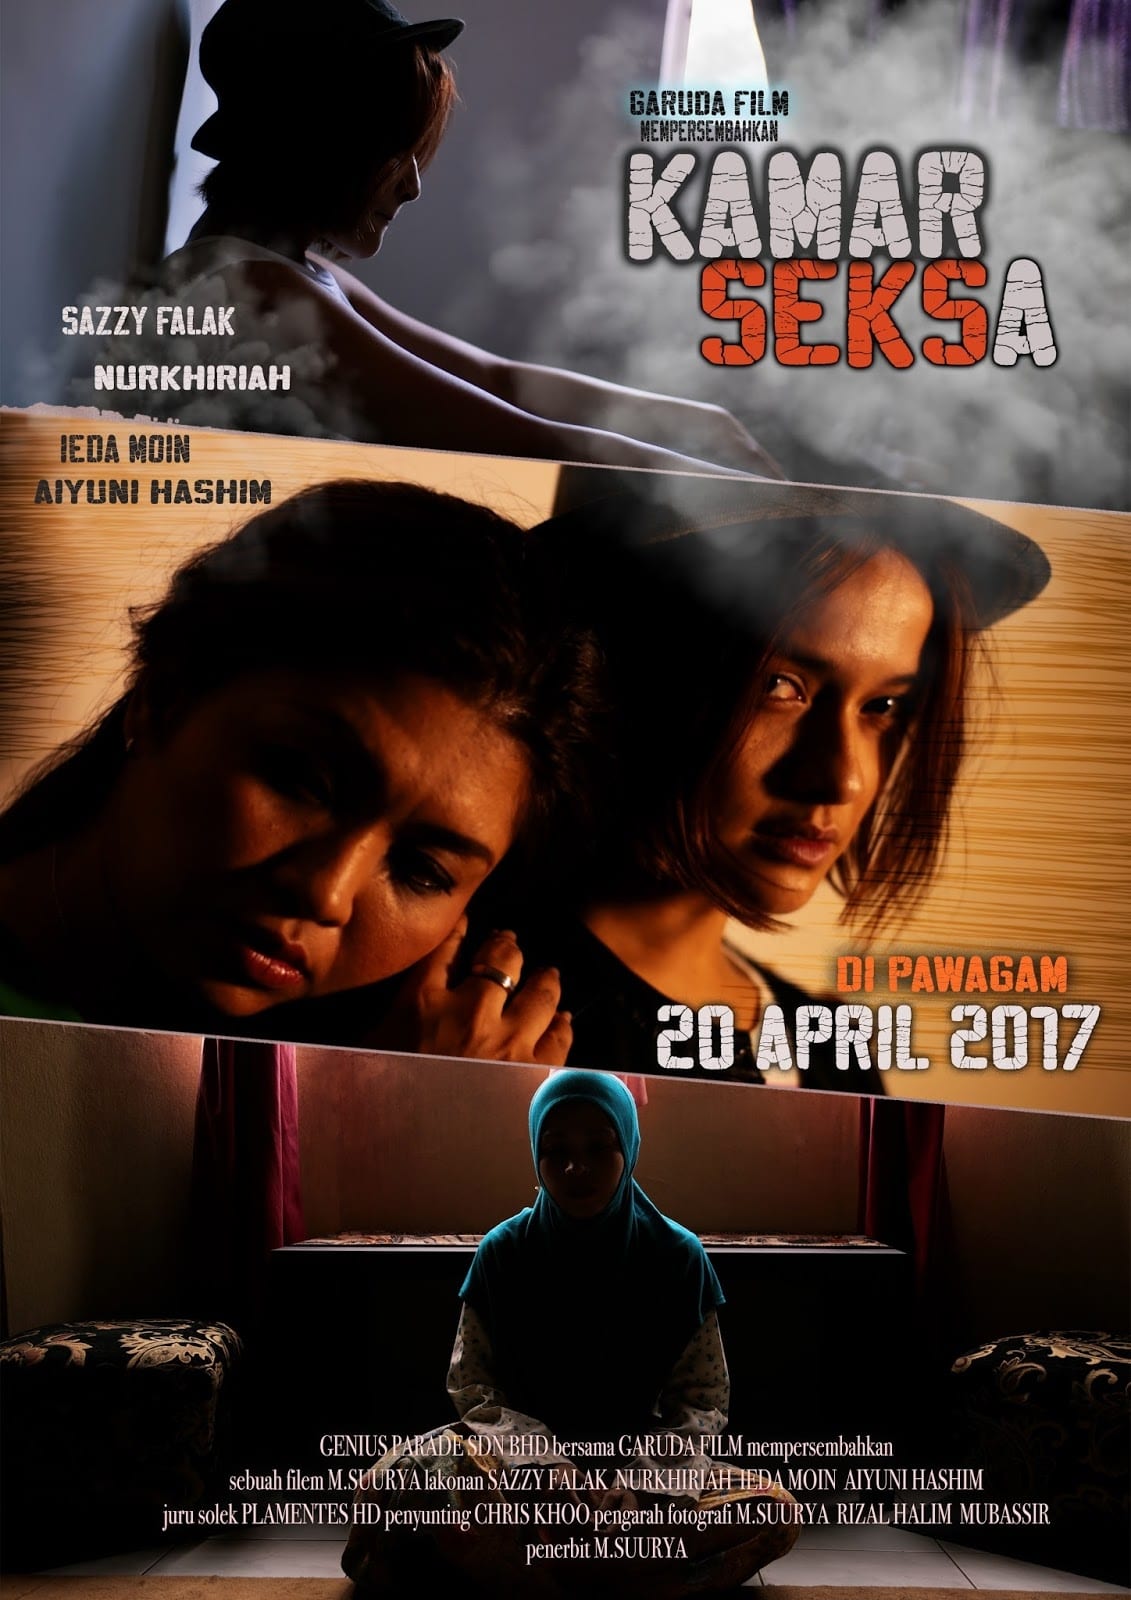 GARUDA FILM
MEMPERSEMBAHKAN
KAMAR
SEKSA
SAZZY FALAK
NURKHIRIAH
IEDA MOIN
AIYUNI HASHIM
DI PAWAGAM
20 APRIL 2017
GENIUS PARADE SDN BHD bersama GARUDA FILM mempersembahkan
sebuah filem M.SUURYA lakonan SAZZY FALAK NURKHIRIAH IEDA MOIN AIYUNI HASHIM
juru solek PLAMENTES HD penyunting CHRIS KHOO pengarah fotografi M.SUURYA RIZAL HALIM MUBASSIR
penerbit M.SUURYA